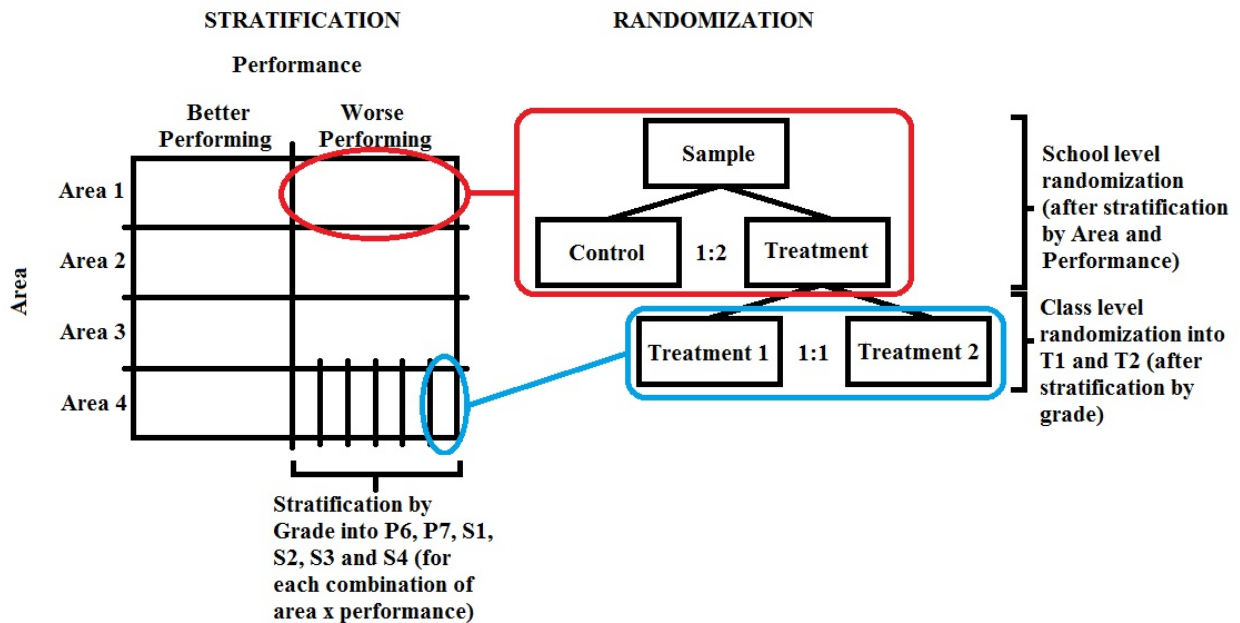 STRATIFICATION
RANDOMIZATION
Performance
Better
Performing
Worse
Performing
Area
Area 1
Area 2
Area 3
Area 4
Stratification by
Grade into P6, P7, S1,
S2, S3 and S4 (for
each combination of
area x performance)
Sample
Control 1:2 Treatment
Treatment 1 1:1 Treatment 2
School level
randomization
(after stratification
by Area and
Performance)
Class level
randomization into
T1 and T2 (after
stratification by
grade)